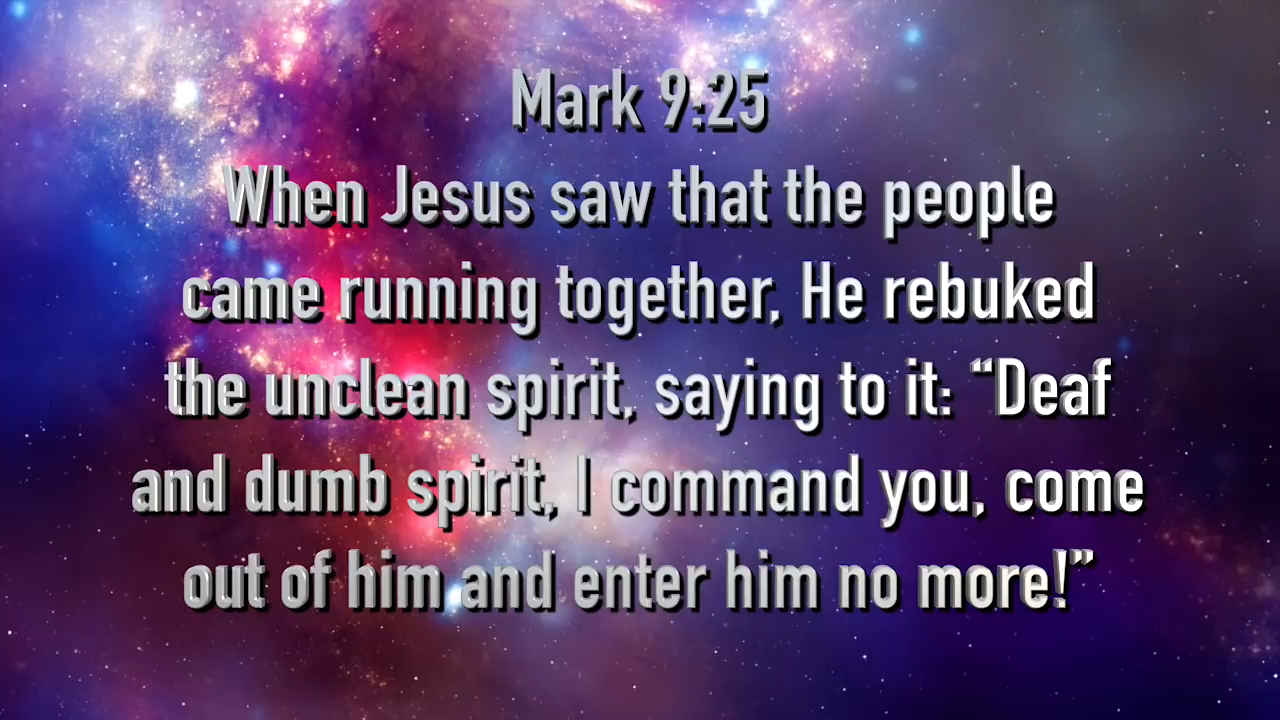 Mark 9:25
When Jesus saw that the people
came running together, He rebuked
the unclean spirit, saying to it: “Deaf
and dumb spirit, I command you, come
out of him and enter him no more!”